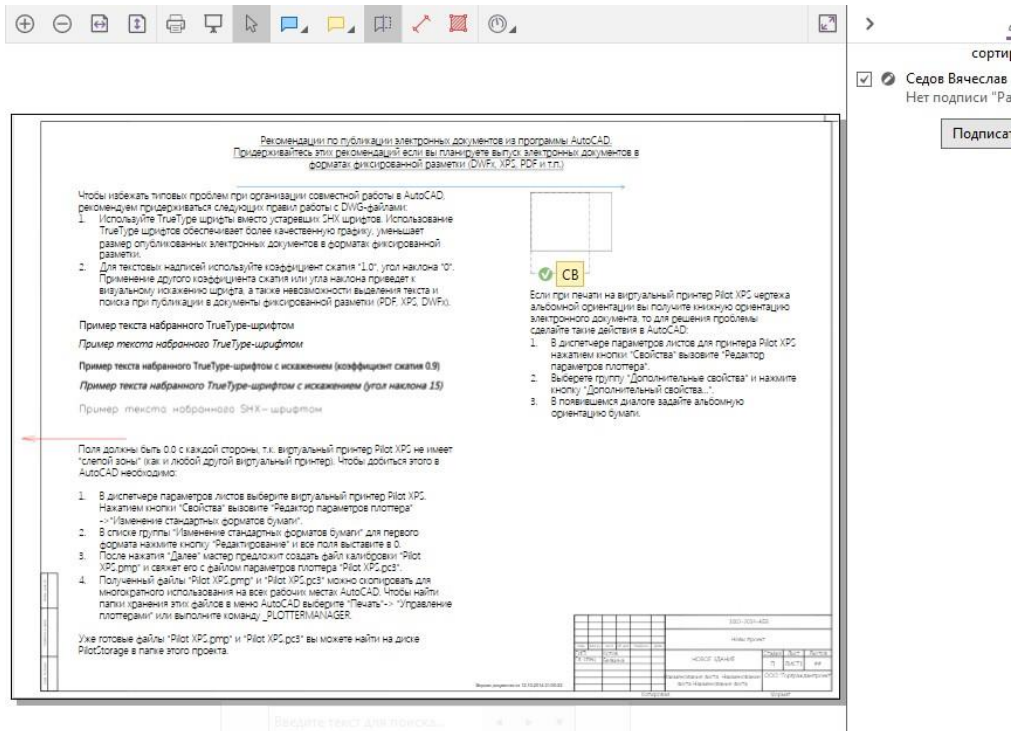 сорти
Седов Вячеслав
Нет подписи "Ра
Подписат
Рекомендации по публикации электронных документов из программы AutoCAD.
Придерживайтесь этих рекомендаций если вы планируете выпуск электронных документов в
форматах фиксированной разметки (DWFx, XPS, PDF и т.п.)
Чтобы избежать типовых проблем при организации совместной работы в AutoCAD,
рекомендуем придерживаться следующих правил работы с DWG-файлами:
1. Используйте TrueType шрифты вместо устаревших SHX шрифтов. Использование
TrueType шрифтов обеспечивает более качественную графику, уменьшает
размер опубликованных электронных документов в форматах фиксированной
разметки.
2. Для текстовых надписей используйте коэффициент сжатия "1.0", угол наклона "0".
Применение другого коэффициента сжатия или угла наклона приведет к
визуальному искажению шрифта, а также невозможности выделения текста и
поиска при публикации в документы фиксированной разметки (PDF, XPS, DWFx).
Пример текста набранного TrueType-шрифтом
Пример текста набранного TrueType-шрифтом
Пример текста набранного TrueType-шрифтом с искажением (коэффициэнт сжатия 0.9)
Пример текста набранного TrueType-шрифтом с искажением (угол наклона 15)
Пример текста набранного SHX-шрифтом
Поля должны быть 0.0 с каждой стороны, т.к. виртуальный принтер Pilot XPS не имеет
"слепой зоны" (как и любой другой виртуальный принтер). Чтобы добиться этого в
AutoCAD необходимо:
1. В диспетчере параметров листов выберите виртуальный принтер Pilot XPS.
Нажатием кнопки "Свойства" вызовите "Редактор параметров плоттера"
->"Изменение стандартных форматов бумаги".
2. В списке группы "Изменение стандартных форматов бумаги" для первого
формата нажмите кнопку "Редактирование" и все поля выставите в 0.
3. После нажатия "Далее" мастер предложит создать файл калибровки "Pilot
XPS.pmp" и свяжет его с файлом параметров плоттера "Pilot XPS.pc3".
4. Полученный файлы "Pilot XPS.pmp" и "Pilot XPS.pc3" можно скопировать для
многократного использования на всех рабочих местах AutoCAD. Чтобы найти
папки хранения этих файлов в меню AutoCAD выберите "Печать"-> "Управление
плоттерами" или выполните команду _PLOTTERMANAGER.
Уже готовые файлы "Pilot XPS.pmp" и "Pilot XPS.pc3" вы можете найти на диске
PilotStorage в папке этого проекта.
СВ
Если при печати на виртуальный принтер Pilot XPS чертежа
альбомной ориентации вы получите книжную ориентацию
электронного документа, то для решения проблемы
сделайте такие действия в AutoCAD:
1. В диспетчере параметров листов для принтера Pilot XPS
нажатием кнопки "Свойства" вызовите "Редактор
параметров плоттера".
2. Выберете группу "Дополнительные свойства" и нажмите
кнопку "Дополнительный свойства...".
3. В появившемся диалоге задайте альбомную
ориентацию бумаги.
Новый проект
НОВОЕ ЗДАНИЕ
Стадия Лист Листов
П ЛИСТ1 ##
Копировал
Формат
Введите текст для поиска...